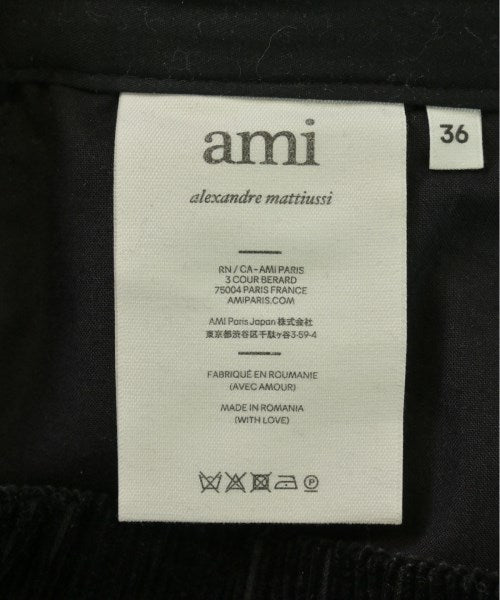 ami
36
alexandre mattiussi
RN / CA-AMI PARIS
3 COUR BERARD
75004 PARIS FRANCE
AMIPARIS.COM
AMI Paris Japan 株式会社
東京都渋谷区千駄ヶ谷3-59-4
FABRIQUÉ EN ROUMANIE
(AVEC AMOUR)
MADE IN ROMANIA
(WITH LOVE)
P